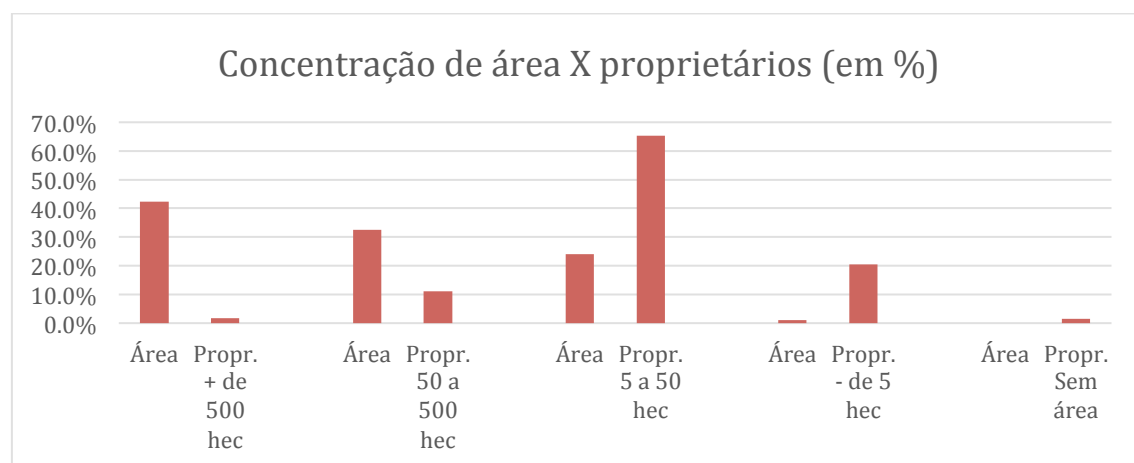 Concentração de área X proprietários (em %)
70.0%
60.0%
50.0%
40.0%
30.0%
20.0%
10.0%
0.0%
Área Propr. Área Propr. Área Propr. Área Propr. Área Propr.
+ de 50 a 5 a 50 - de 5 Sem
500 500 hec hec área
hec hec